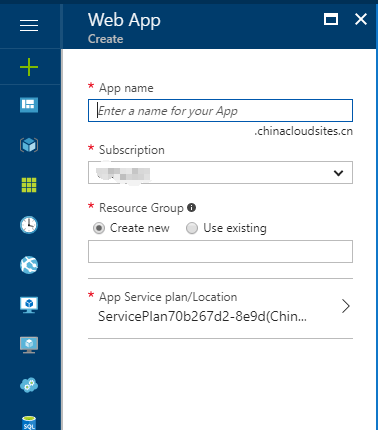 Web App
Create
* App name
Enter a name for your App
.chinacloudsites.cn
* Subscription
* Resource Group
Create new Use existing
* App Service plan/Location
ServicePlan70b267d2-8e9d(Chin...
SQL